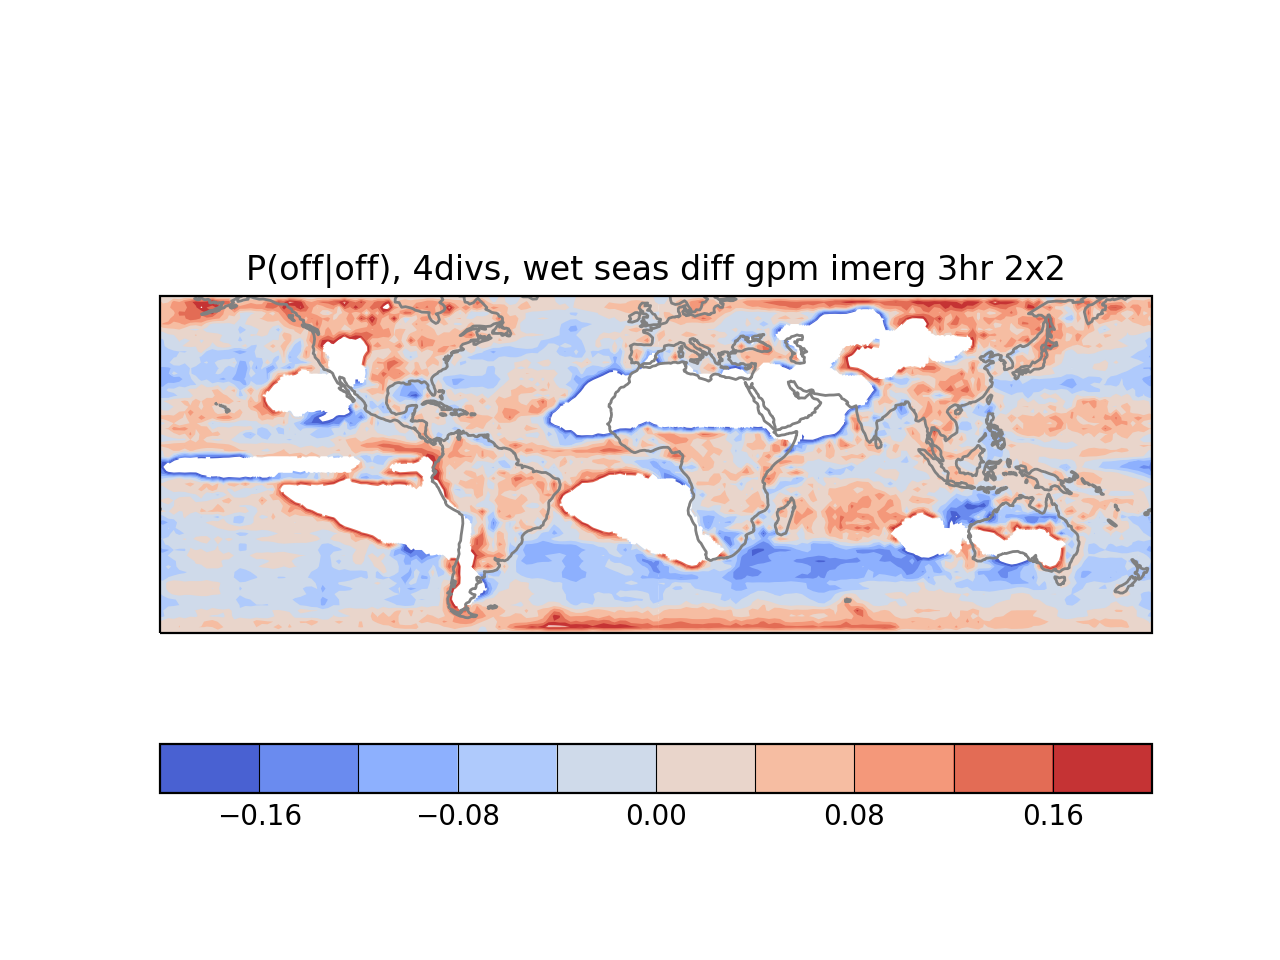 P(off|off), 4divs, wet seas diff gpm imerg 3hr 2x2
−0.16 −0.08 0.00 0.08 0.16